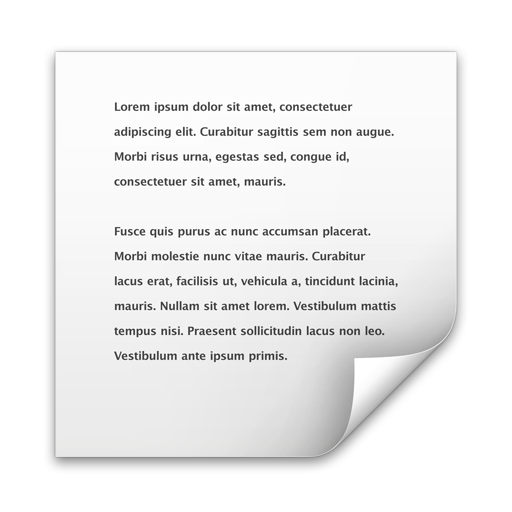 Lorem ipsum dolor sit amet, consectetuer
adipiscing elit. Curabitur sagittis sem non augue.
Morbi risus urna, egestas sed, congue id,
consectetuer sit amet, mauris.
Fusce quis purus ac nunc accumsan placerat.
Morbi molestie nunc vitae mauris. Curabitur
lacus erat, facilisis ut, vehicula a, tincidunt lacinia,
mauris. Nullam sit amet lorem. Vestibulum mattis
tempus nisi. Praesent sollicitudin lacus non leo.
Vestibulum ante ipsum primis.